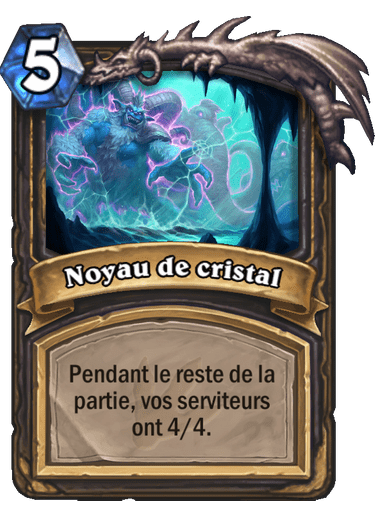 5
Noyau de cristal
Pendant le reste de la
partie, vos serviteurs
ont 4/4.